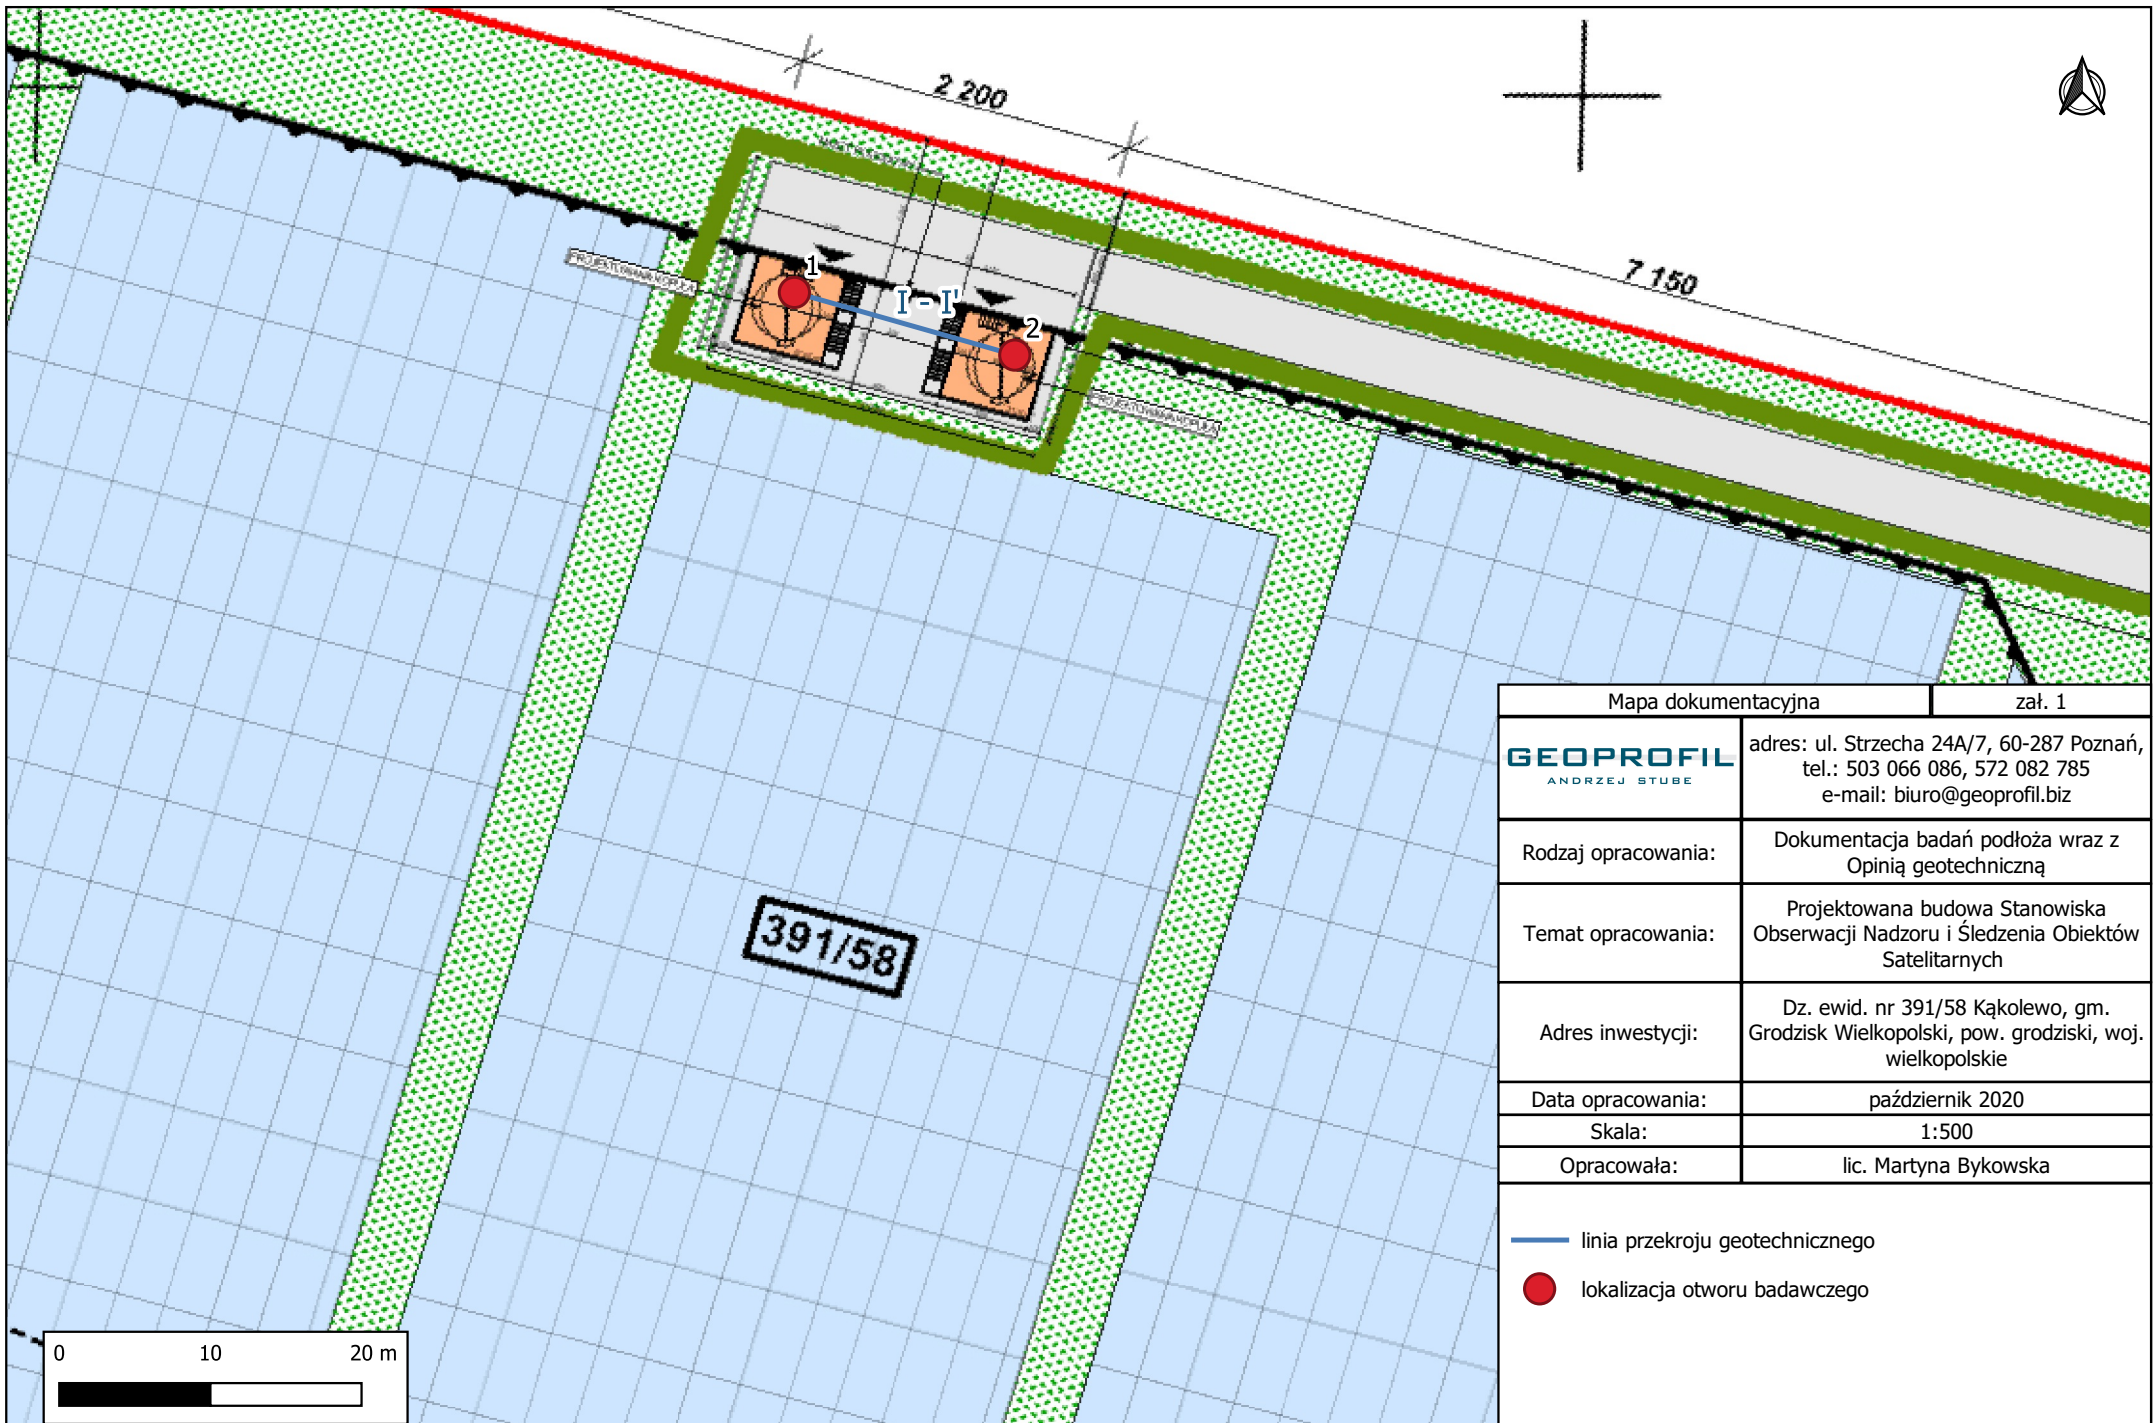 2 200
7 150
PROJEKTOWANA KOPUŁA
1
I - I'
2
PROJEKTOWANA KOPUŁA
391/58
Mapa dokumentacyjna zał. 1
GEOPROFIL
ANDRZEJ STUBE
adres: ul. Strzecha 24A/7, 60-287 Poznań,
tel.: 503 066 086, 572 082 785
e-mail: biuro@geoprofil.biz
Rodzaj opracowania:
Dokumentacja badań podłoża wraz z
Opinią geotechniczną
Temat opracowania:
Projektowana budowa Stanowiska
Obserwacji Nadzoru i Śledzenia Obiektów
Satelitarnych
Adres inwestycji:
Dz. ewid. nr 391/58 Kąkolewo, gm.
Grodzisk Wielkopolski, pow. grodziski, woj.
wielkopolskie
Data opracowania: październik 2020
Skala: 1:500
Opracowała: lic. Martyna Bykowska
linia przekroju geotechnicznego
lokalizacja otworu badawczego
0 10 20 m